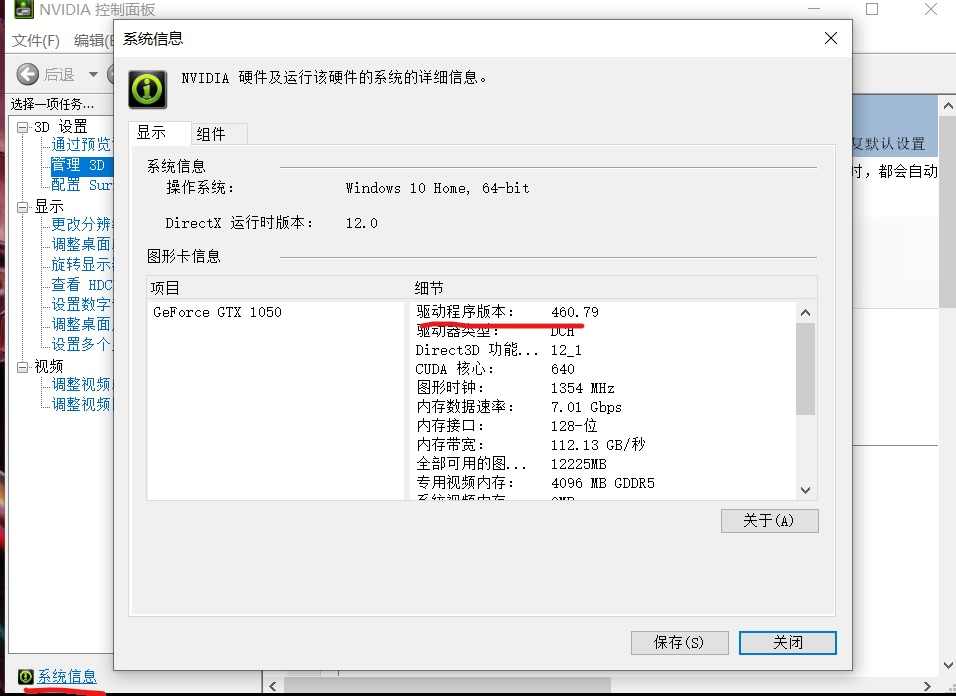 NVIDIA 控制面板
文件(F) 编辑(
后退
选择一项任务...
3D 设置
通过预览
管理 3D
配置 Sur
显示
更改分辨
调整桌面
旋转显示
查看 HDC
设置数字
调整桌面
设置多个
视频
调整视频
调整视频
系统信息
系统信息
NVIDIA 硬件及运行该硬件的系统的详细信息。
显示 组件
系统信息
操作系统： Windows 10 Home, 64-bit
DirectX 运行时版本： 12.0
图形卡信息
项目 细节
GeForce GTX 1050
驱动程序版本： 460.79
驱动器类型： DCH
Direct3D 功能... 12_1
CUDA 核心： 640
图形时钟： 1354 MHz
内存数据速率： 7.01 Gbps
内存接口： 128-位
内存带宽： 112.13 GB/秒
全部可用的图... 12225MB
专用视频内存： 4096 MB GDDR5
系统视频内存 0MB
关于(A)
保存(S) 关闭
复默认设置
时，都会自动